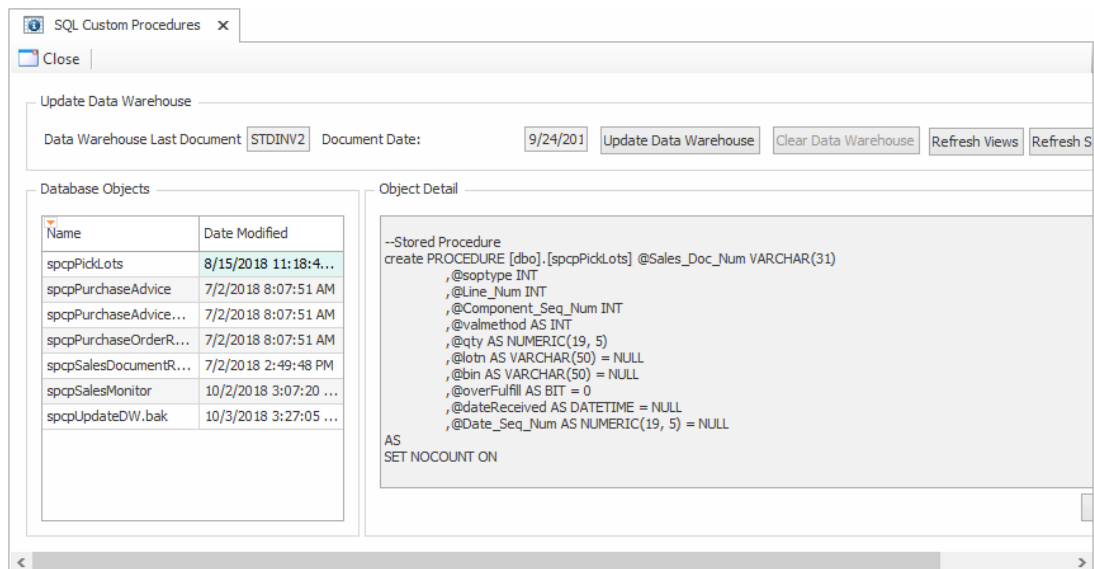 SQL Custom Procedures
Close
Update Data Warehouse
Data Warehouse Last Document STDINV2 Document Date: 9/24/201 Update Data Warehouse Clear Data Warehouse Refresh Views Refresh S
Database Objects
Object Detail
Name Date Modified
spcpPickLots 8/15/2018 11:18:4...
spcpPurchaseAdvice 7/2/2018 8:07:51 AM
spcpPurchaseAdvice... 7/2/2018 8:07:51 AM
spcpPurchaseOrderR... 7/2/2018 8:07:51 AM
spcpSalesDocumentR... 7/2/2018 2:49:48 PM
spcpSalesMonitor 10/2/2018 3:07:20 ...
spcpUpdateDW.bak 10/3/2018 3:27:05 ...
--Stored Procedure
create PROCEDURE [dbo].[spcpPickLots] @Sales_Doc_Num VARCHAR(31)
,@soptype INT
,@Line_Num INT
,@Component_Seq_Num INT
,@valmethod AS INT
,@qty AS NUMERIC(19, 5)
,@lotn AS VARCHAR(50) = NULL
,@bin AS VARCHAR(50) = NULL
,@overFulfill AS BIT = 0
,@dateReceived AS DATETIME = NULL
,@Date_Seq_Num AS NUMERIC(19, 5) = NULL
AS
SET NOCOUNT ON